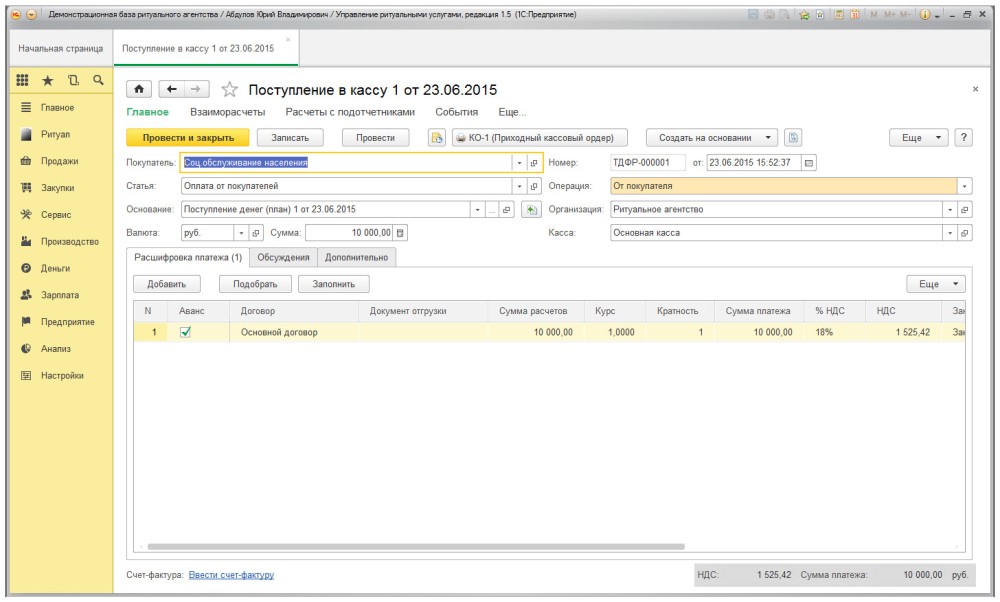 Демонстрационная база ритуального агентства / Абдулов Юрий Владимирович / Управление ритуальными услугами, редакция 1.5 (1С:Предприятие)
M M+ M-
Начальная страница
Поступление в кассу 1 от 23.06.2015
Главное
Ритуал
Продажи
Закупки
Сервис
Производство
Деньги
Зарплата
Предприятие
Анализ
Настройки
Поступление в кассу 1 от 23.06.2015
Главное Взаиморасчеты Расчеты с подотчетниками События Еще...
Провести и закрыть Записать Провести КО-1 (Приходный кассовый ордер) Создать на основании Еще ?
Покупатель: Соц.обслуживание населения Номер: ТДФР-000001 от: 23.06.2015 15:52:37
Статья: Оплата от покупателей Операция: От покупателя
Основание: Поступление денег (план) 1 от 23.06.2015 ... Организация: Ритуальное агентство
Валюта: руб. Сумма: 10 000,00 Касса: Основная касса
Расшифровка платежа (1) Обсуждения Дополнительно
Добавить Подобрать Заполнить Еще
N Аванс Договор Документ отгрузки Сумма расчетов Курс Кратность Сумма платежа % НДС НДС Зак
1 Основной договор 10 000,00 1,0000 1 10 000,00 18% 1 525,42 Зак
Счет-фактура: Ввести счет-фактуру НДС: 1 525,42 Сумма платежа: 10 000,00 руб.